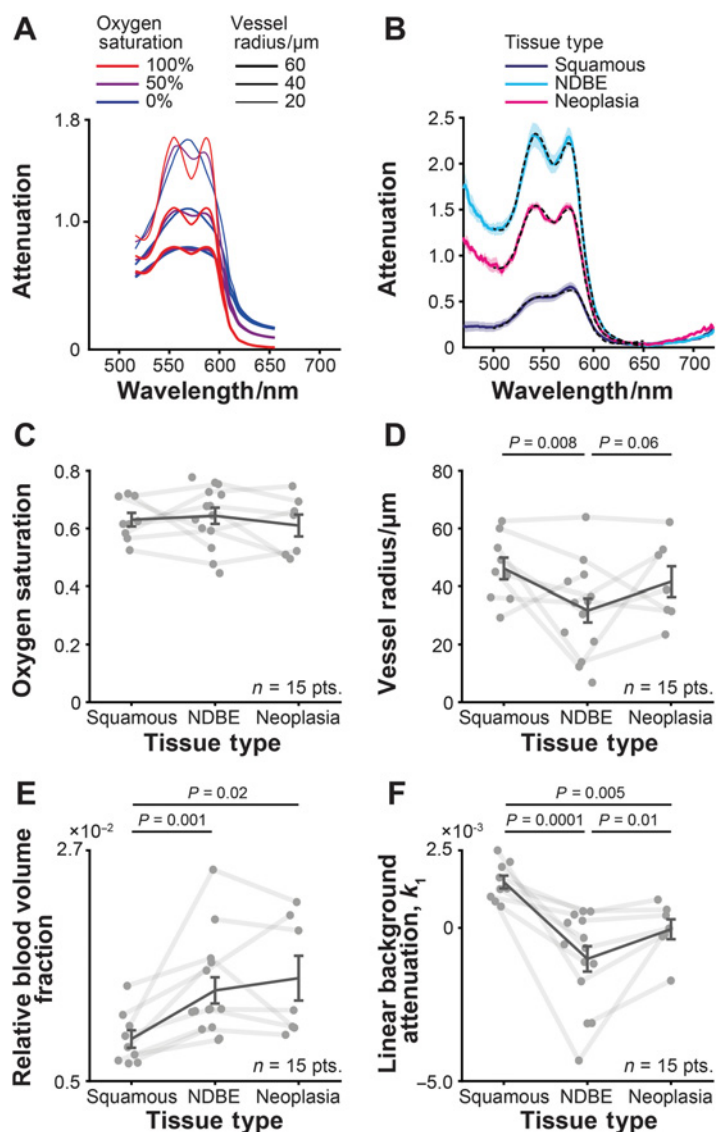 A
Oxygen saturation
100%
50%
0%
Vessel radius/μm
60
40
20
Attenuation
1.8
1.0
0
500 600 700
Wavelength/nm
B
Tissue type
Squamous
NDBE
Neoplasia
Attenuation
2.5
2.0
1.5
1.0
0.5
0
500 600 700
Wavelength/nm
C
Oxygen saturation
0.8
0.6
0.4
0.2
0
n = 15 pts.
Squamous NDBE Neoplasia
Tissue type
D
P = 0.008 P = 0.06
Vessel radius/μm
80
60
40
20
0
n = 15 pts.
Squamous NDBE Neoplasia
Tissue type
E
P = 0.02
P = 0.001
×10⁻²
2.7
Relative blood volume fraction
0.5
n = 15 pts.
Squamous NDBE Neoplasia
Tissue type
F
P = 0.005
P = 0.0001 P = 0.01
×10⁻³
2.5
0
Linear background attenuation, k₁
−5.0
n = 15 pts.
Squamous NDBE Neoplasia
Tissue type